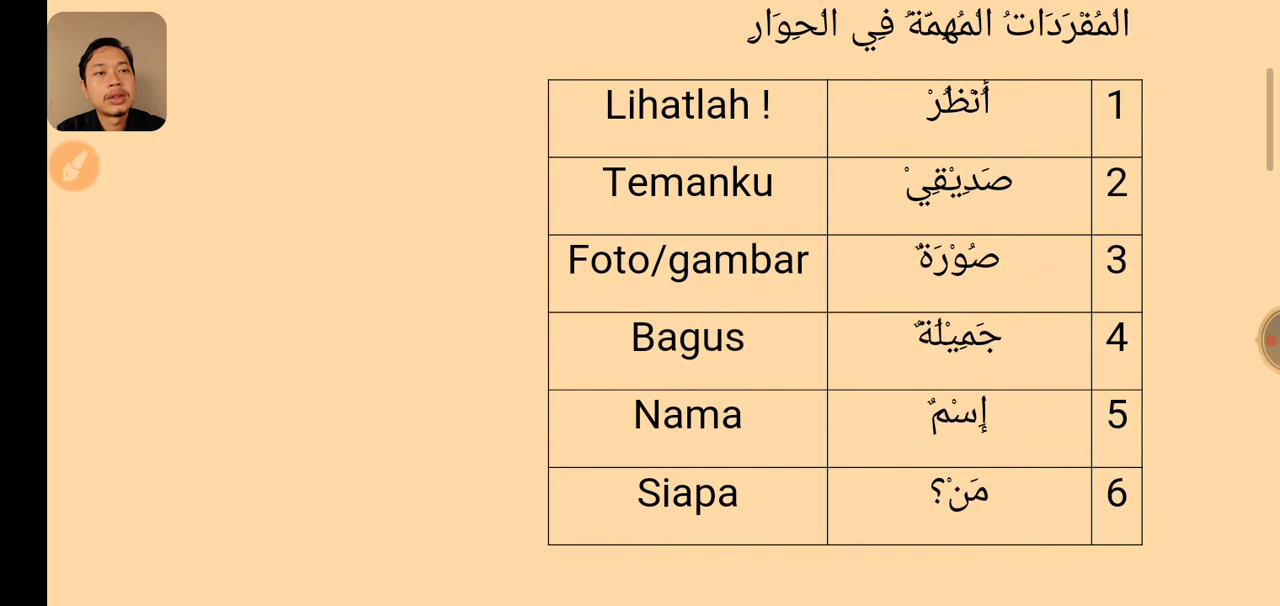 المُفْرَدَاتُ المُهِمّةُ فِي الحِوَارِ
1 أُنْظُرْ Lihatlah !
2 صَدِيْقِيْ Temanku
3 صُوْرَةٌ Foto/gambar
4 جَمِيْلَةٌ Bagus
5 إِسْمٌ Nama
6 مَنْ؟ Siapa